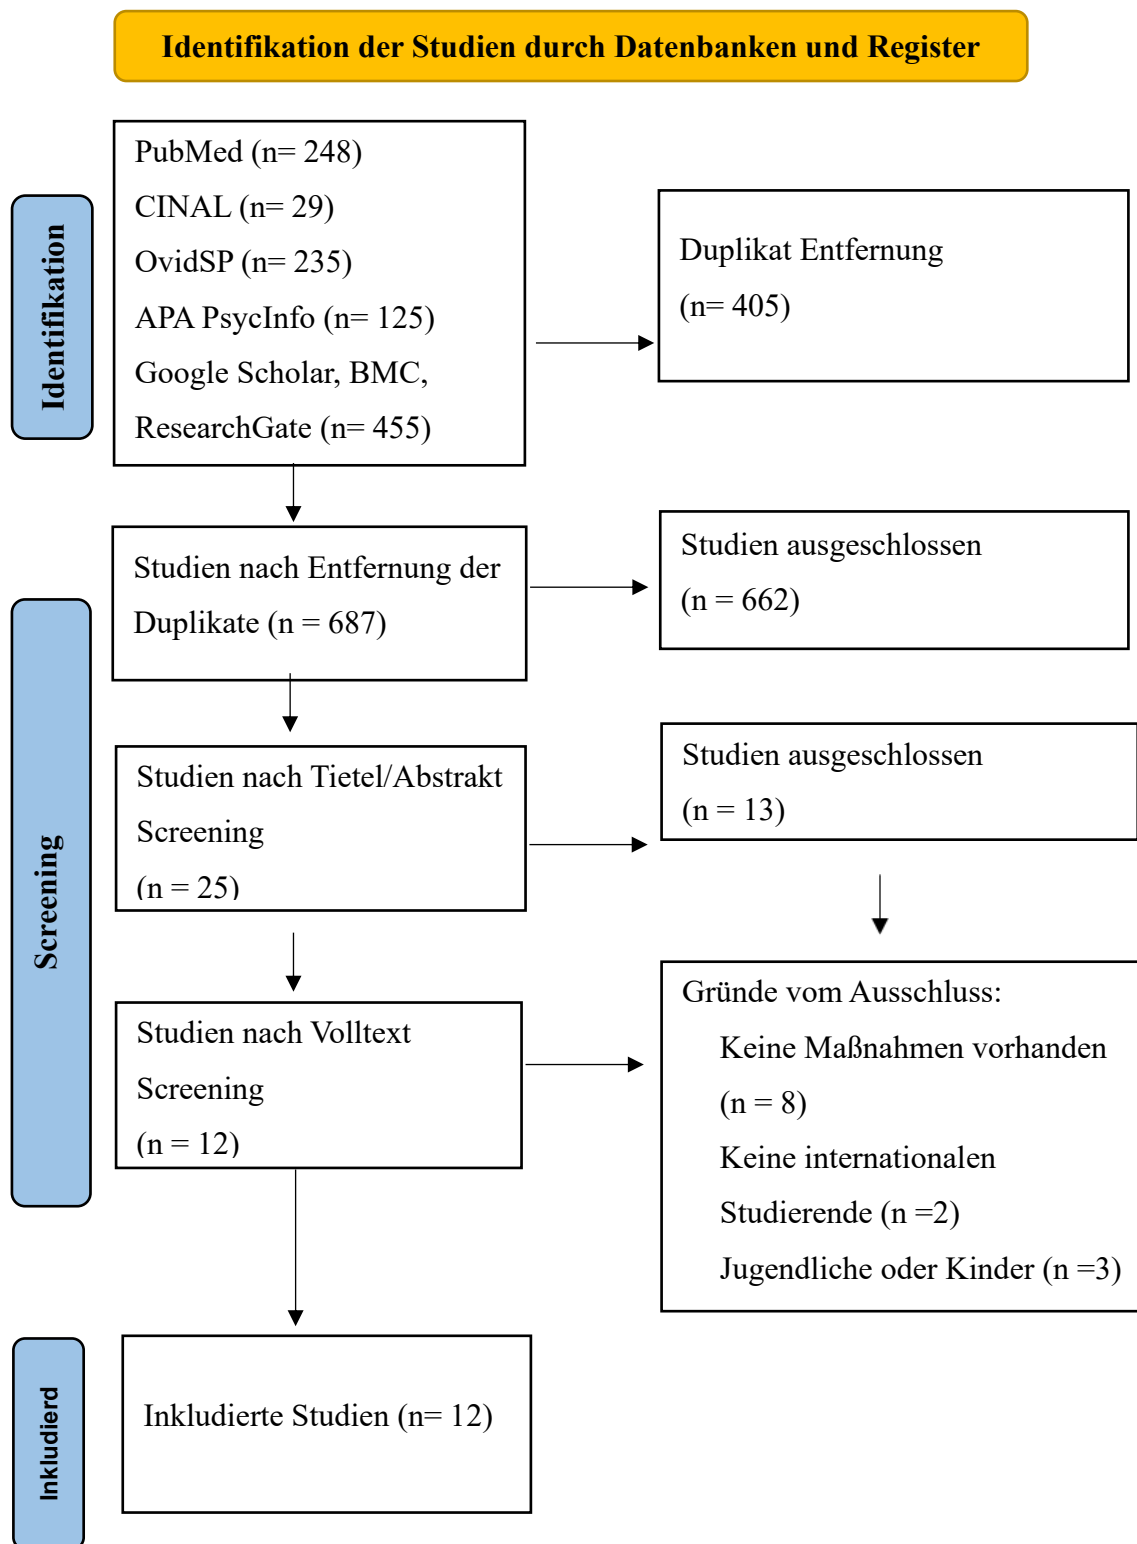 Identifikation der Studien durch Datenbanken und Register
Identifikation
PubMed (n= 248)
CINAL (n= 29)
OvidSP (n= 235)
APA PsycInfo (n= 125)
Google Scholar, BMC,
ResearchGate (n= 455)
Duplikat Entfernung
(n= 405)
Screening
Studien nach Entfernung der
Duplikate (n = 687)
Studien ausgeschlossen
(n = 662)
Studien nach Tietel/Abstrakt
Screening
(n = 25)
Studien ausgeschlossen
(n = 13)
Studien nach Volltext
Screening
(n = 12)
Gründe vom Ausschluss:
Keine Maßnahmen vorhanden
(n = 8)
Keine internationalen
Studierende (n =2)
Jugendliche oder Kinder (n =3)
Inkludierd
Inkludierte Studien (n= 12)